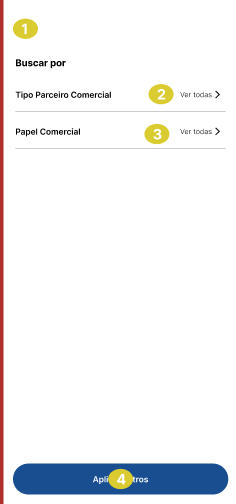 1
Buscar por
Tipo Parceiro Comercial 2 Ver todas
Papel Comercial 3 Ver todas
4